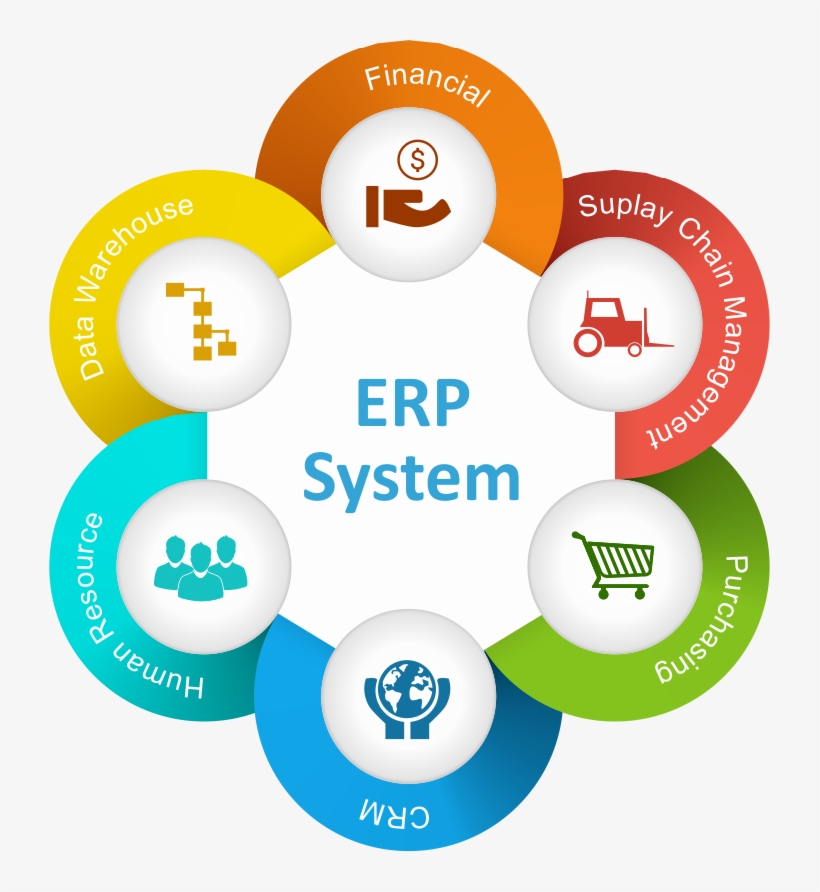 Financial
Suplay Chain Management
Purchasing
CRM
Human Resource
Data Warehouse
ERP
System
$